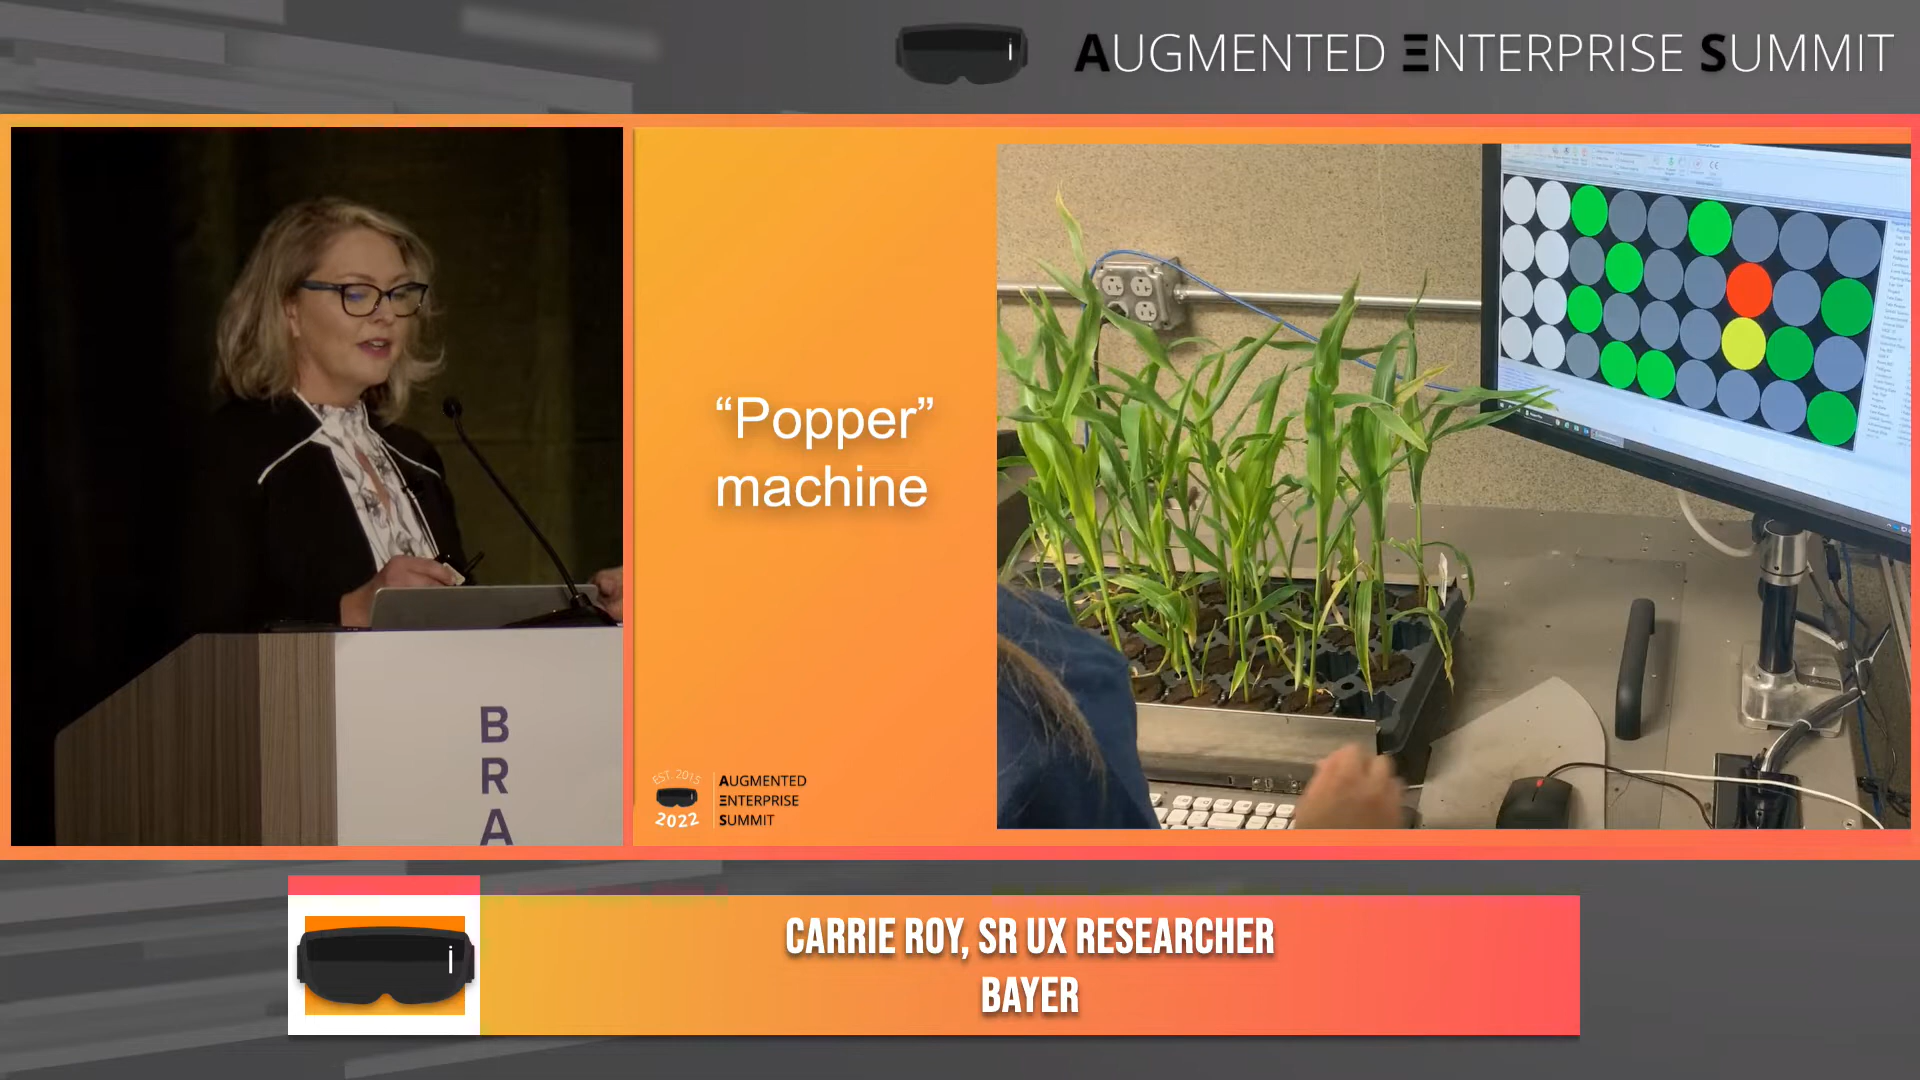 AUGMENTED ENTERPRISE SUMMIT
“Popper”
machine
EST. 2015
2022
AUGMENTED
ENTERPRISE
SUMMIT
B
R
A
CARRIE ROY, SR UX RESEARCHER
BAYER